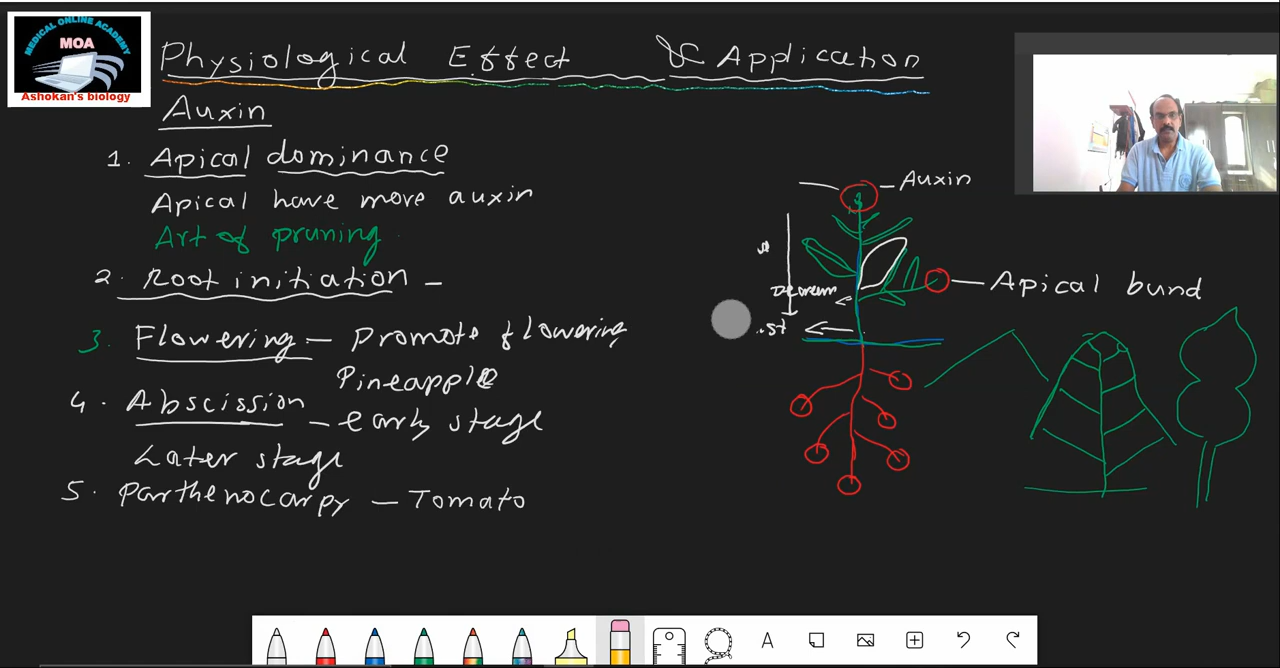 MEDICAL ONLINE ACADEMY
MOA
Ashokan's biology
Physiological Effect & Application
Auxin
1. Apical dominance
Apical have more auxin
Art of pruning
2. Root initiation -
3. Flowering - Promote flowering
Pineapple
4. Abscission - early stage
Later stage
5. Parthenocarpy - Tomato
- Auxin
- Apical bund
A